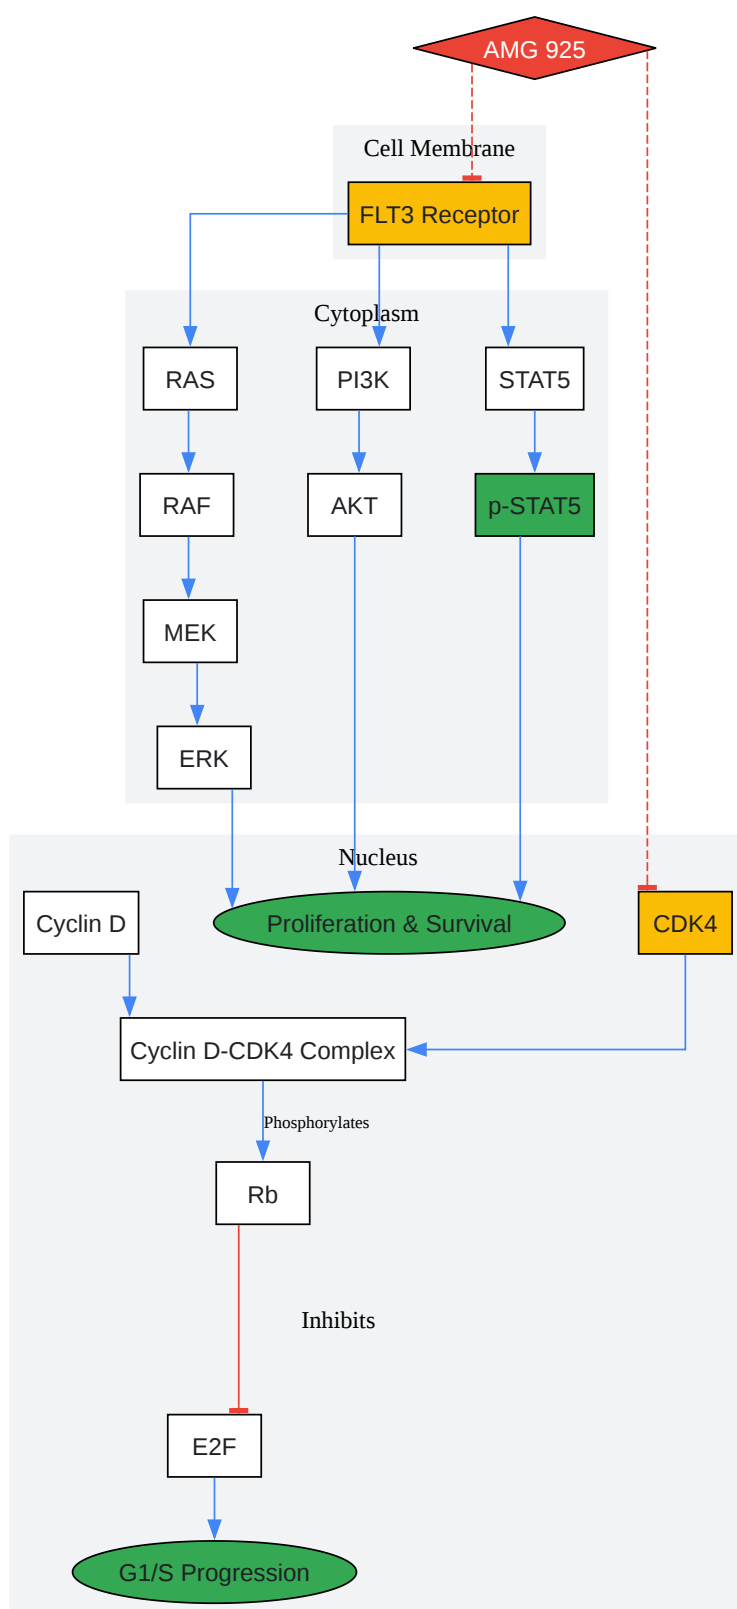 AMG 925
Cell Membrane
FLT3 Receptor
Cytoplasm
RAS
PI3K
STAT5
RAF
AKT
p-STAT5
MEK
ERK
Nucleus
Cyclin D
Proliferation & Survival
CDK4
Cyclin D-CDK4 Complex
Phosphorylates
Rb
Inhibits
E2F
G1/S Progression